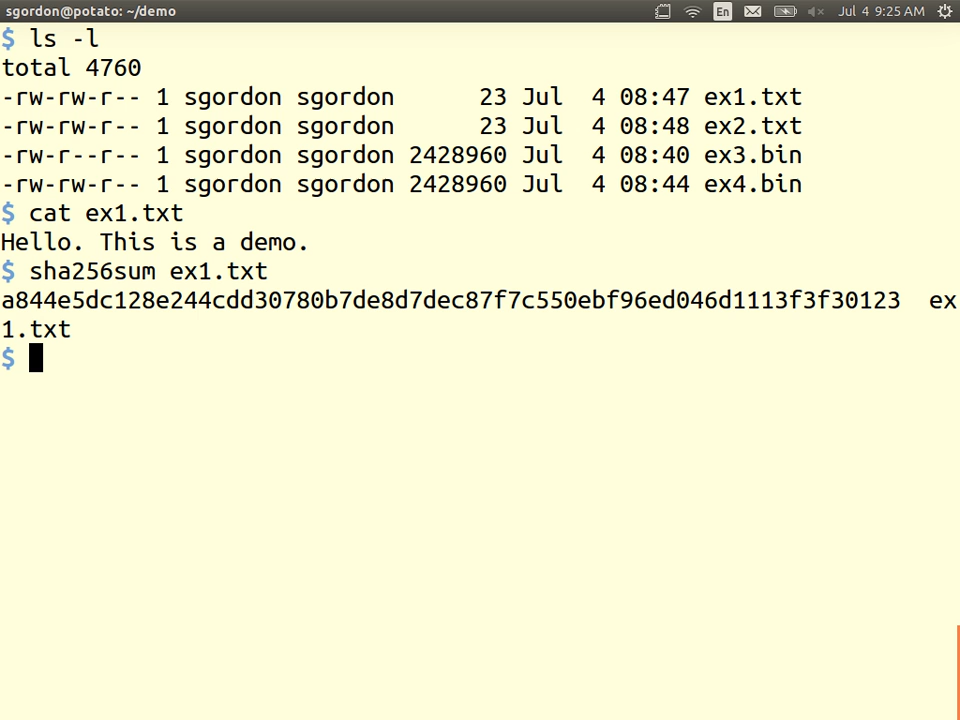 sgordon@potato: ~/demo En Jul 4 9:25 AM
$ ls -l
total 4760
-rw-rw-r-- 1 sgordon sgordon      23 Jul  4 08:47 ex1.txt
-rw-rw-r-- 1 sgordon sgordon      23 Jul  4 08:48 ex2.txt
-rw-r--r-- 1 sgordon sgordon 2428960 Jul  4 08:40 ex3.bin
-rw-rw-r-- 1 sgordon sgordon 2428960 Jul  4 08:44 ex4.bin
$ cat ex1.txt
Hello. This is a demo.
$ sha256sum ex1.txt
a844e5dc128e244cdd30780b7de8d7dec87f7c550ebf96ed046d1113f3f30123  ex
1.txt
$